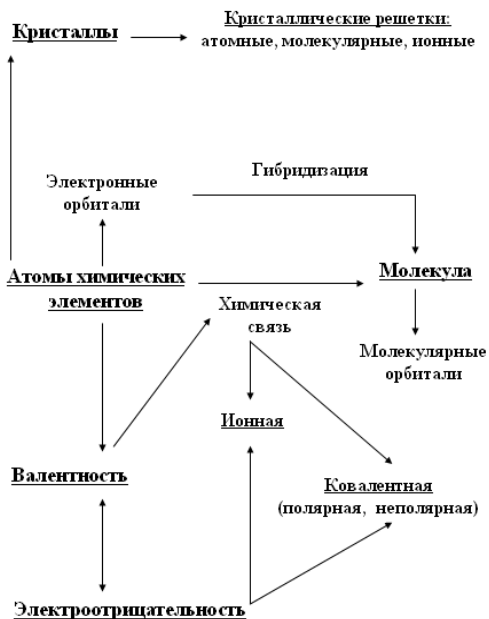 Кристаллы
Кристаллические решетки:
атомные, молекулярные, ионные
Электронные
орбитали
Гибридизация
Атомы химических
элементов
Молекула
Химическая
связь
Молекулярные
орбитали
Ионная
Валентность
Ковалентная
(полярная, неполярная)
Электроотрицательность